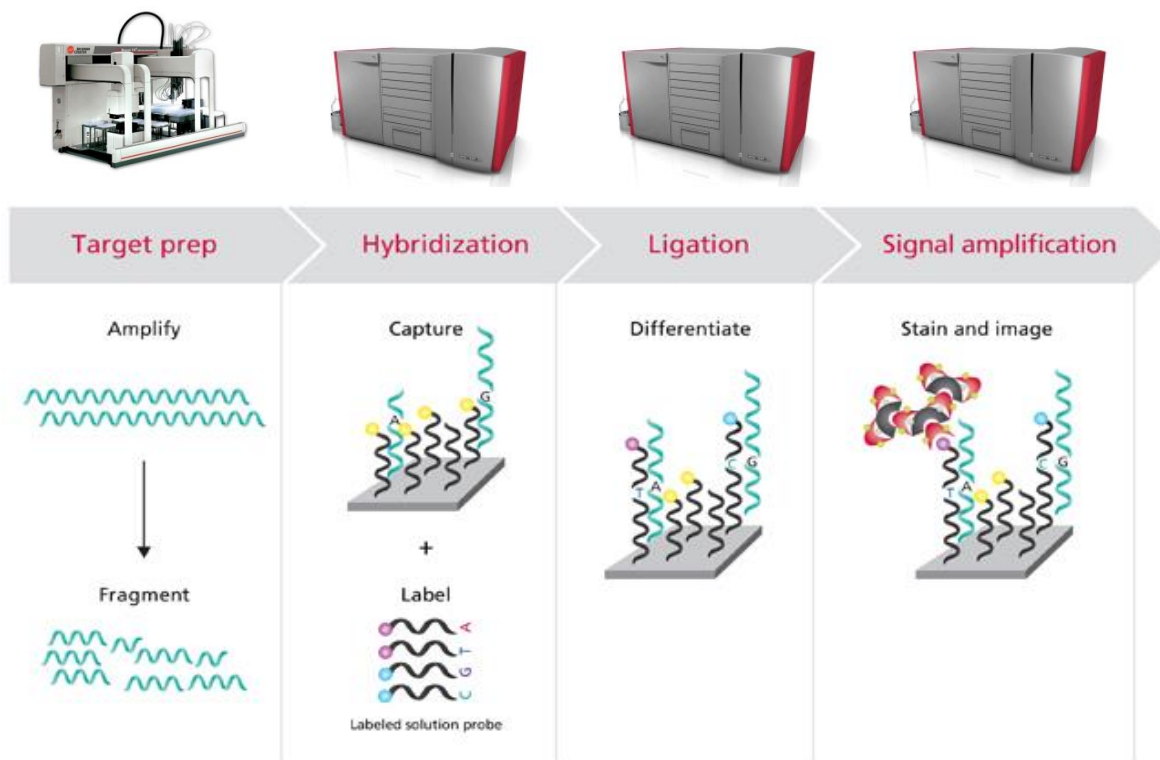 Target prep
Hybridization
Ligation
Signal amplification
Amplify
Capture
Differentiate
Stain and image
A
G
C
G
T
A
C
G
T
A
+
Fragment
Label
A
T
G
C
Labeled solution probe